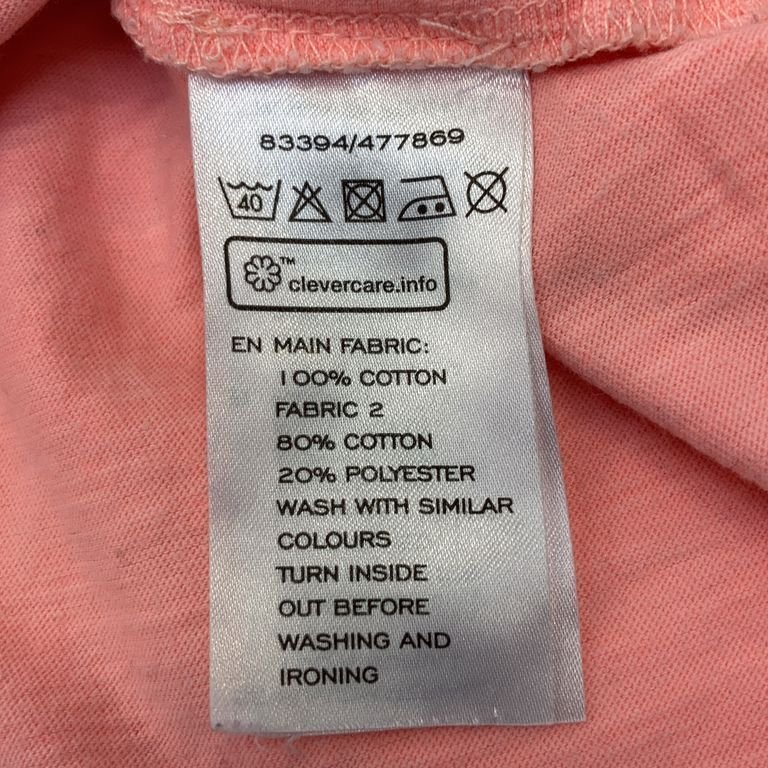 83394/477869
40
™
clevercare.info
EN MAIN FABRIC:
100% COTTON
FABRIC 2
80% COTTON
20% POLYESTER
WASH WITH SIMILAR
COLOURS
TURN INSIDE
OUT BEFORE
WASHING AND
IRONING